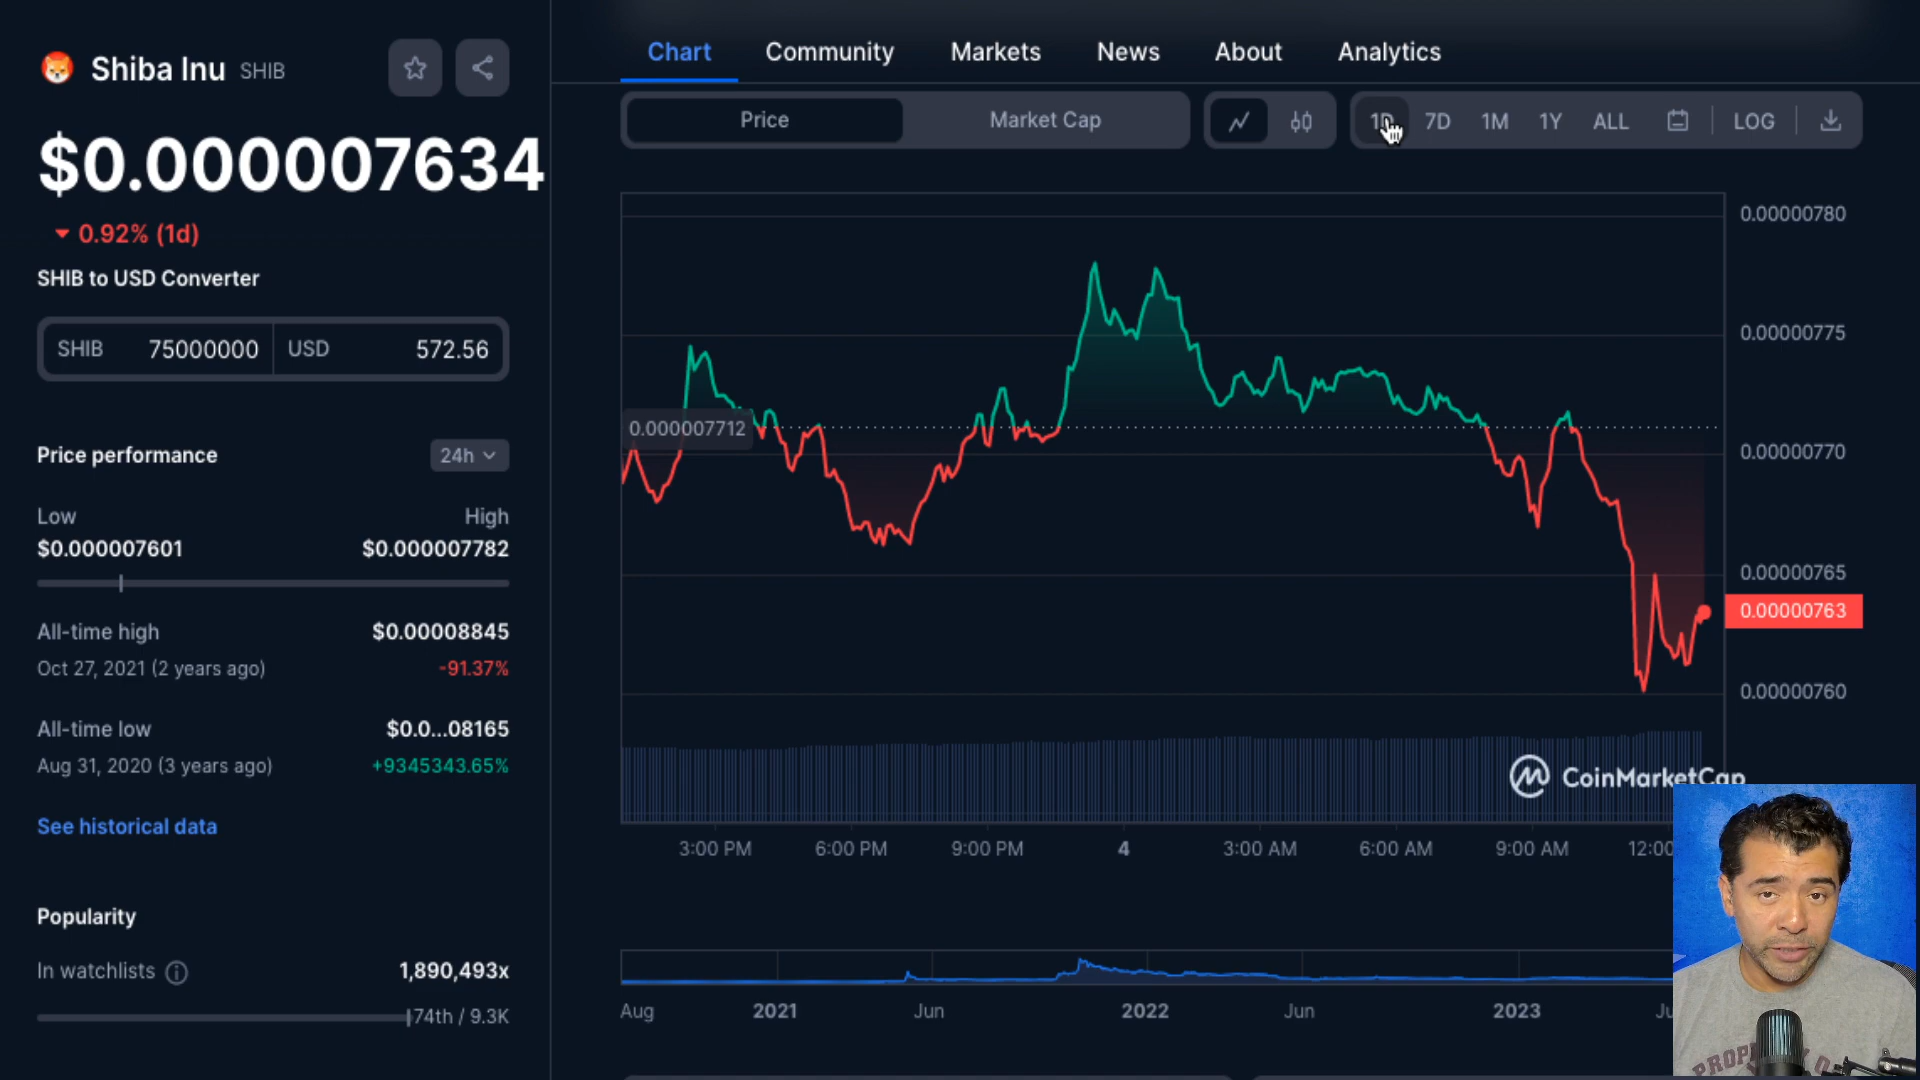 Shiba Inu SHIB
$0.000007634
0.92% (1d)
SHIB to USD Converter
SHIB 75000000 USD 572.56
Price performance 24h
Low High
$0.000007601 $0.000007782
All-time high $0.00008845
Oct 27, 2021 (2 years ago) -91.37%
All-time low $0.0...08165
Aug 31, 2020 (3 years ago) +9345343.65%
See historical data
Popularity
In watchlists 1,890,493x
74th / 9.3K
Chart Community Markets News About Analytics
Price Market Cap 1D 7D 1M 1Y ALL LOG
0.00000780
0.00000775
0.000007712
0.00000770
0.00000765
0.00000763
0.00000760
CoinMarketCap
3:00 PM 6:00 PM 9:00 PM 4 3:00 AM 6:00 AM 9:00 AM 12:00
Aug 2021 Jun 2022 Jun 2023